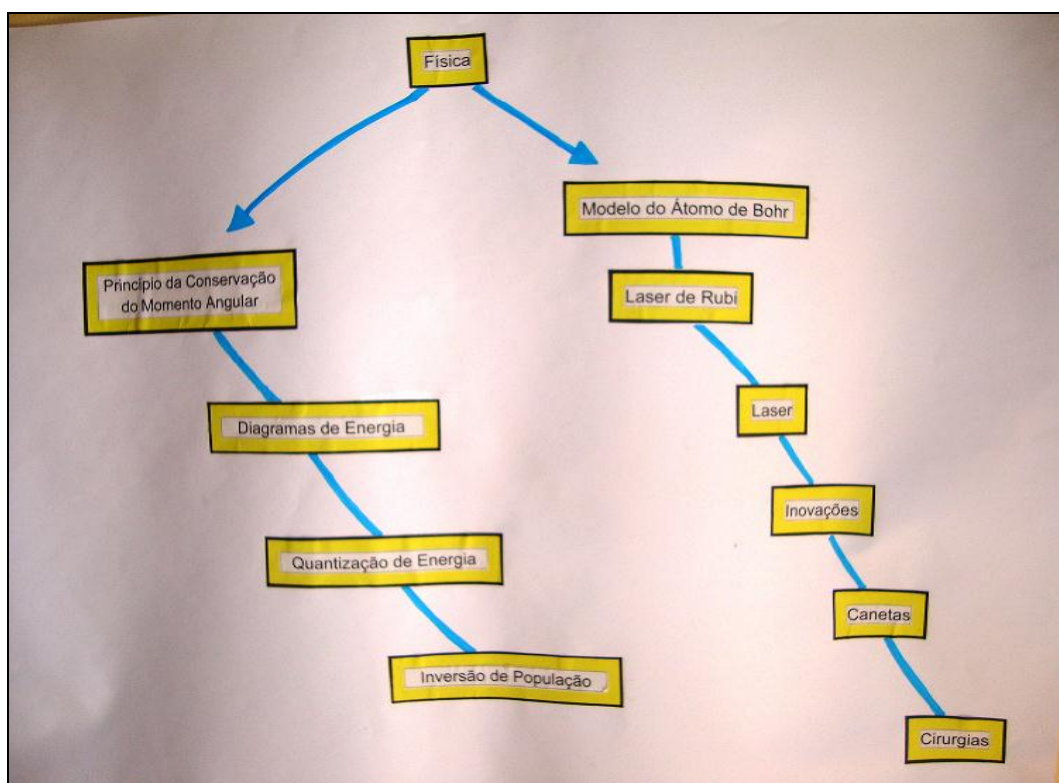 Física
Modelo do Átomo de Bohr
Princípio da Conservação
do Momento Angular
Laser de Rubi
Laser
Diagramas de Energia
Inovações
Quantização de Energia
Canetas
Inversão de População
Cirurgias